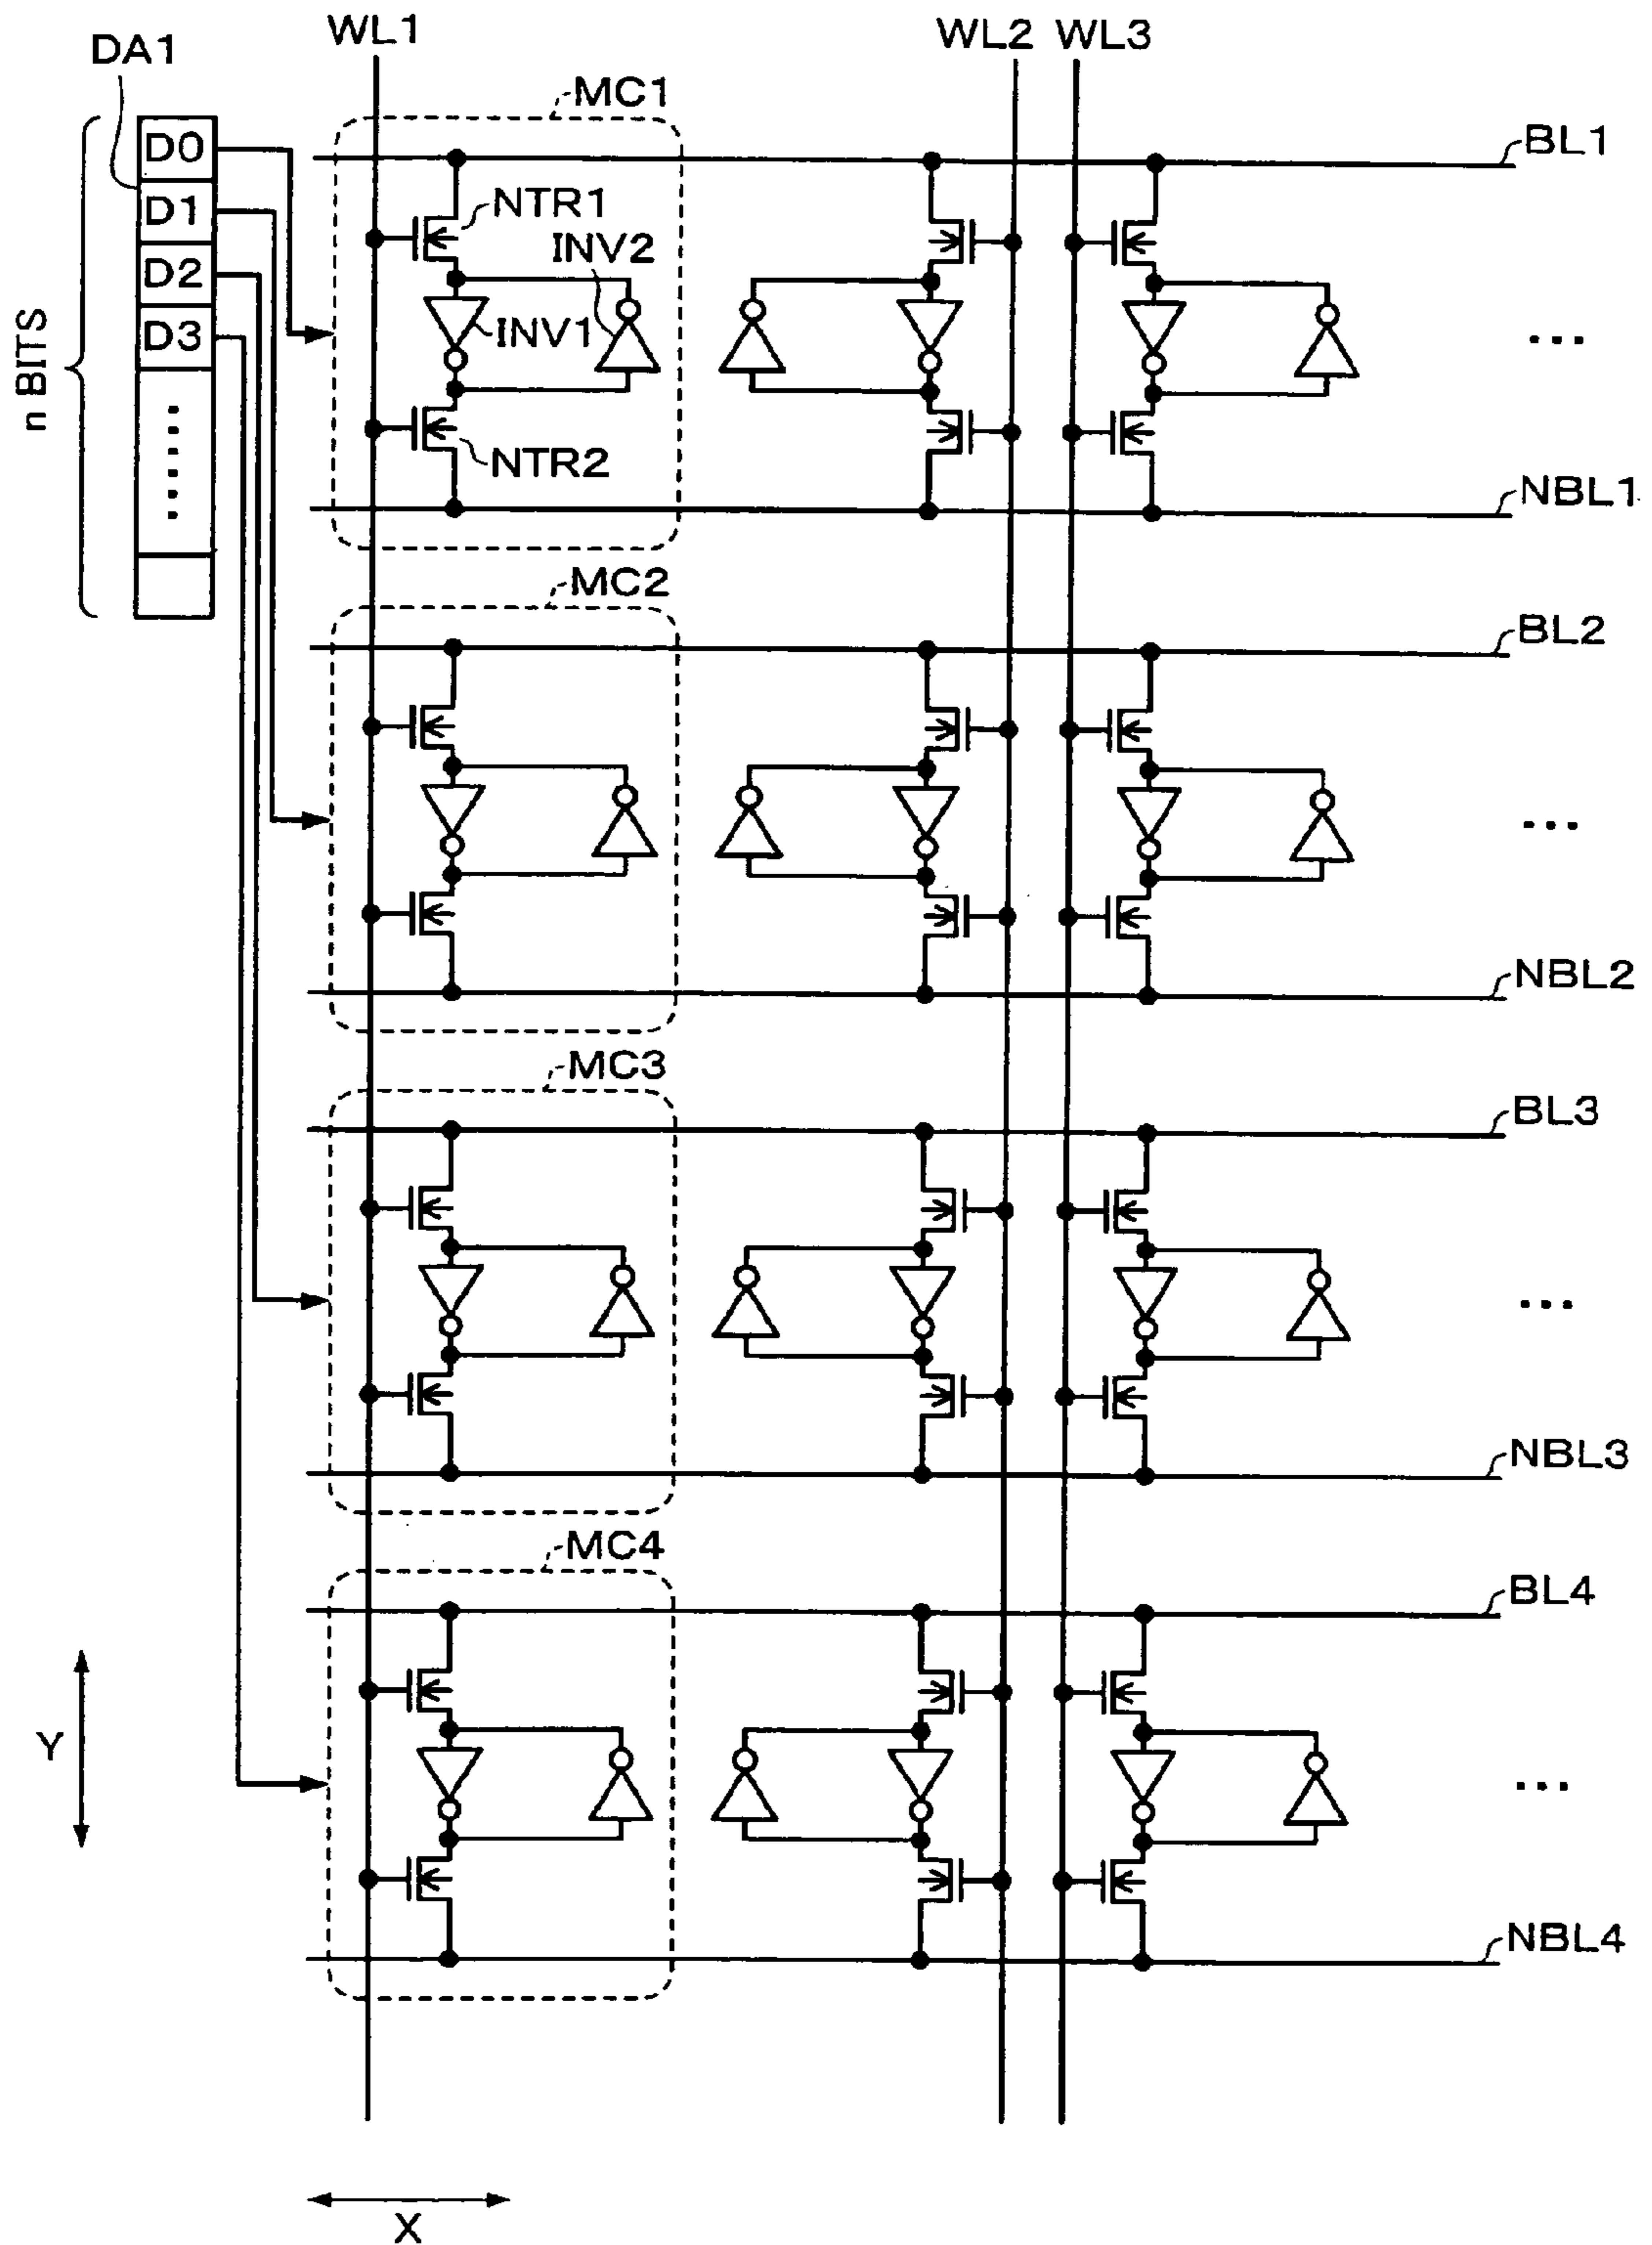 WL1
WL2
WL3
DA1
MC1
D0
BL1
D1
NTR1
INV2
D2
INV1
D3
...
n BITS
NTR2
NBL1
MC2
BL2
...
NBL2
MC3
BL3
...
NBL3
MC4
BL4
Y
...
NBL4
X